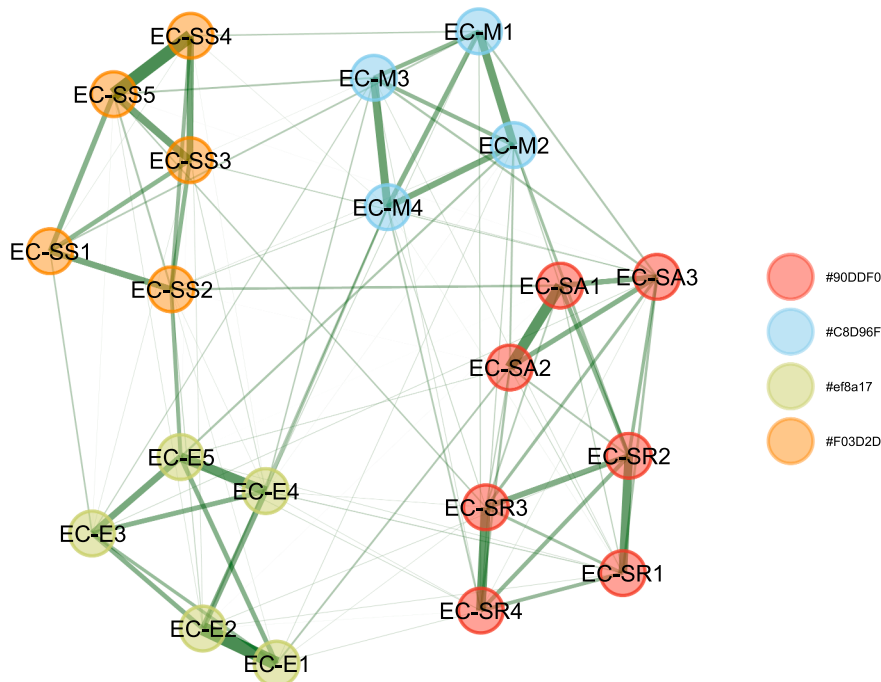 EC-SS4
EC-M1
EC-M3
EC-SS5
EC-M2
EC-SS3
EC-M4
EC-SS1
EC-SA3
EC-SS2
EC-SA1
EC-SA2
EC-E5
EC-SR2
EC-E4
EC-SR3
EC-E3
EC-SR1
EC-SR4
EC-E2
EC-E1
#90DDF0
#C8D96F
#ef8a17
#F03D2D